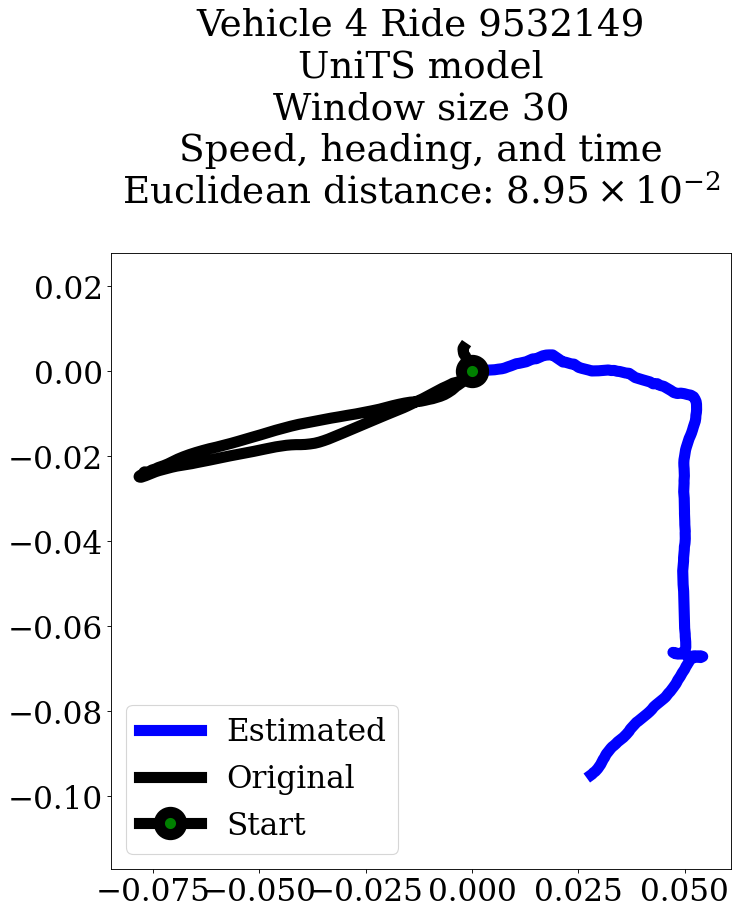 Vehicle 4 Ride 9532149
UniTS model
Window size 30
Speed, heading, and time
Euclidean distance: 8.95 × 10⁻²
0.02
0.00
−0.02
−0.04
−0.06
−0.08
−0.10
Estimated
Original
Start
−0.075 −0.050 −0.025 0.000 0.025 0.050